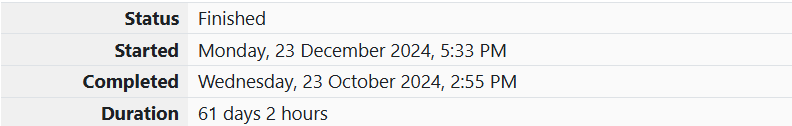 Status Finished
Started Monday, 23 December 2024, 5:33 PM
Completed Wednesday, 23 October 2024, 2:55 PM
Duration 61 days 2 hours